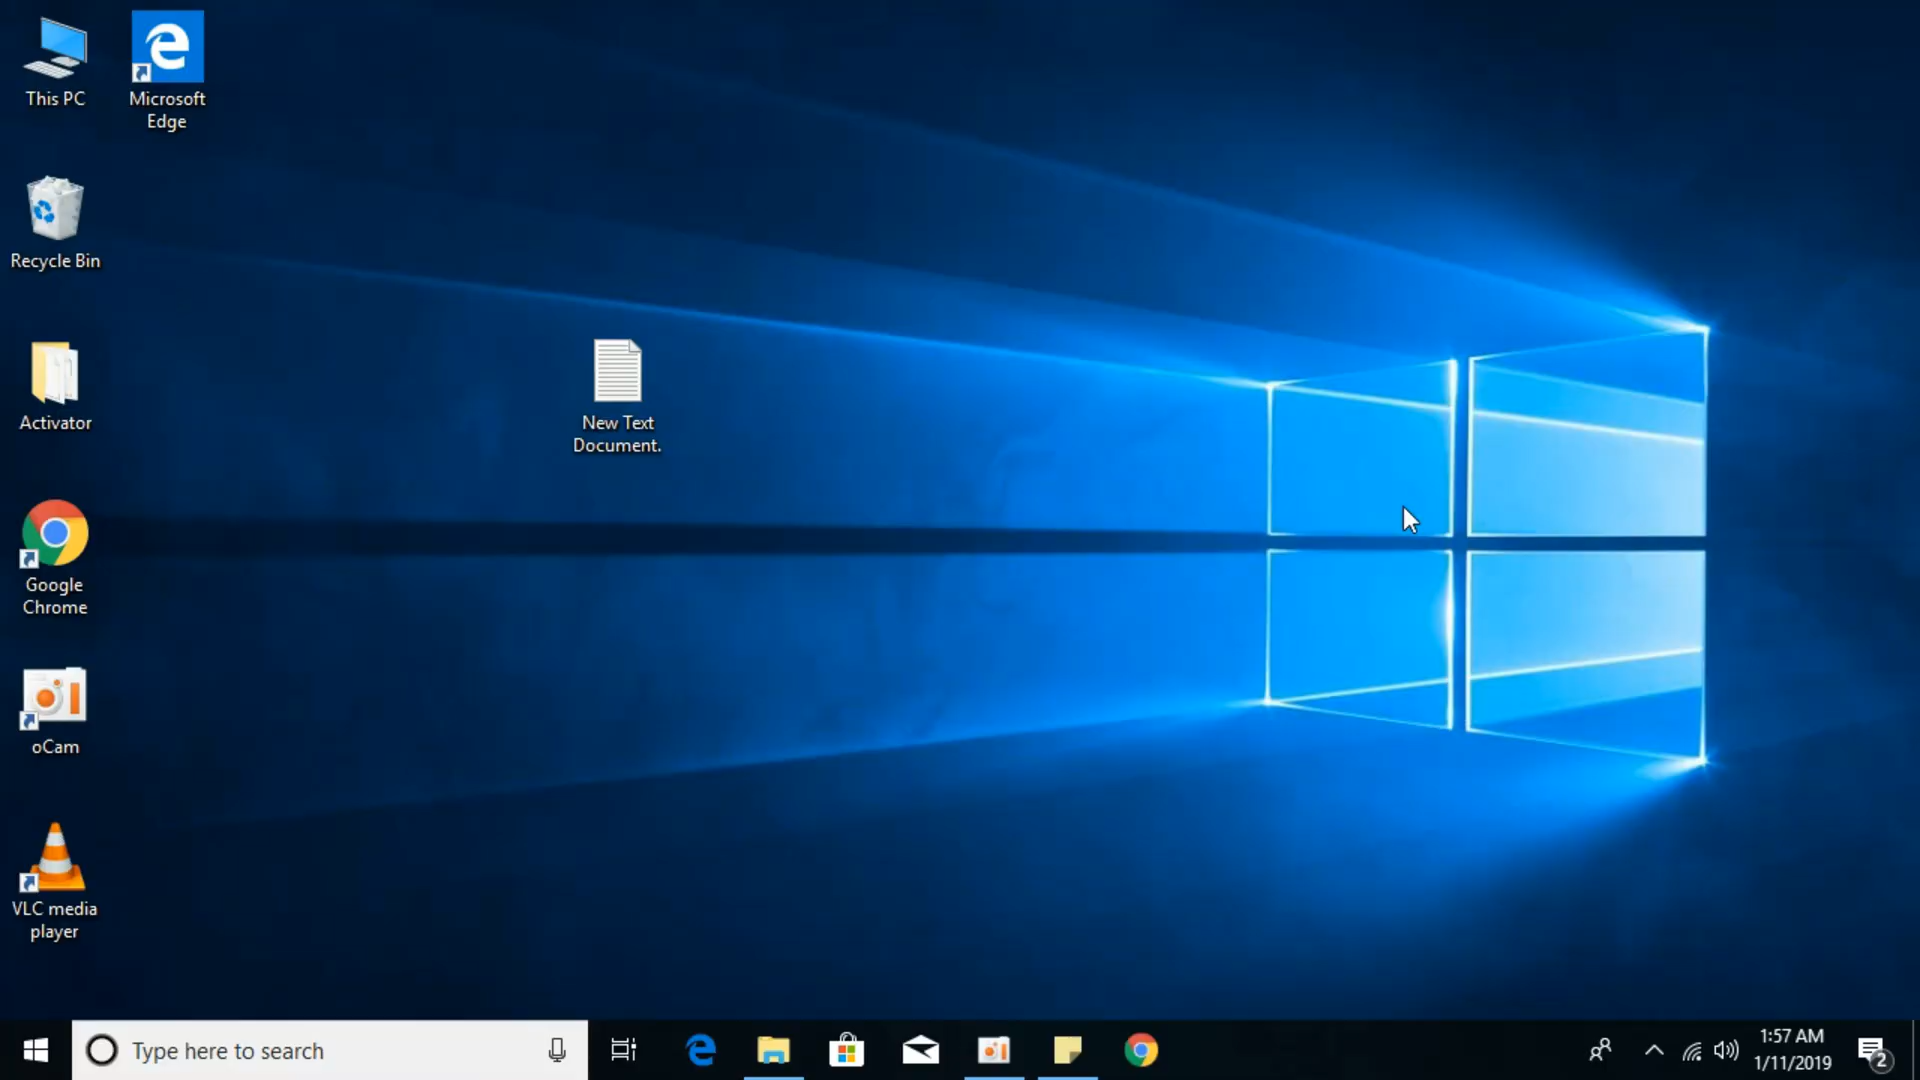 This PC
Microsoft
Edge
Recycle Bin
Activator
New Text
Document.
Google
Chrome
oCam
VLC media
player
Type here to search
1:57 AM
1/11/2019
2